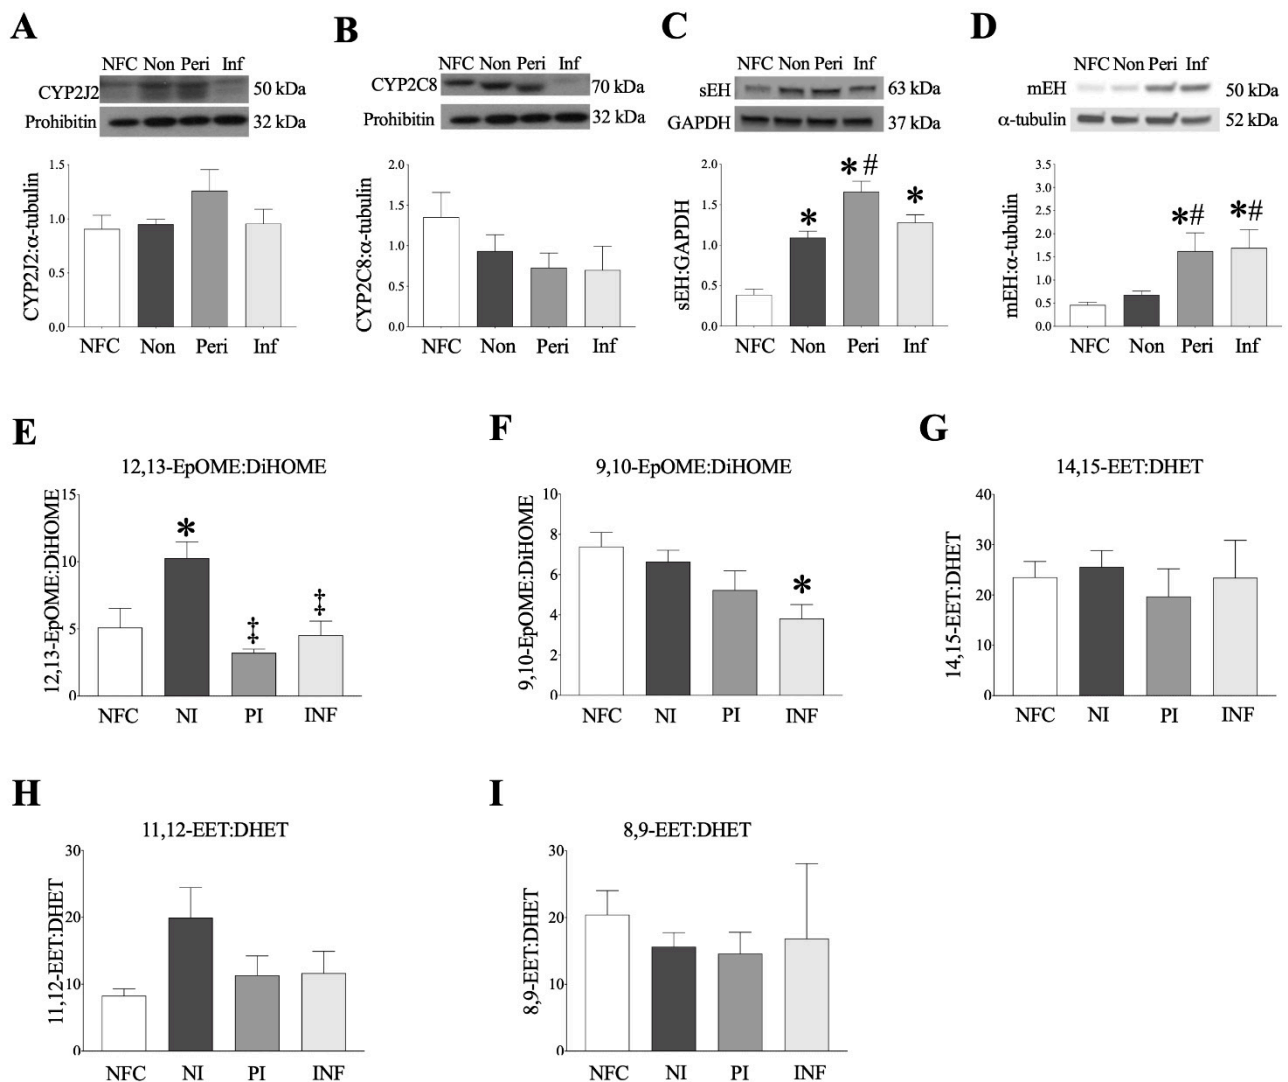 A
NFC Non Peri Inf
CYP2J2 50 kDa
Prohibitin 32 kDa
CYP2J2:α-tubulin
1.5
1.0
0.5
0.0
NFC Non Peri Inf
B
NFC Non Peri Inf
CYP2C8 70 kDa
Prohibitin 32 kDa
CYP2C8:α-tubulin
2.0
1.5
1.0
0.5
0.0
NFC Non Peri Inf
C
NFC Non Peri Inf
sEH 63 kDa
GAPDH 37 kDa
sEH:GAPDH
2.0
1.5
1.0
0.5
0.0
* *# *
NFC Non Peri Inf
D
NFC Non Peri Inf
mEH 50 kDa
α-tubulin 52 kDa
mEH:α-tubulin
3.5
3.0
2.5
2.0
1.5
1.0
0.5
0.0
*# *#
NFC Non Peri Inf
E
12,13-EpOME:DiHOME
12,13-EpOME:DiHOME
15
10
5
0
* ‡ ‡
NFC NI PI INF
F
9,10-EpOME:DiHOME
9,10-EpOME:DiHOME
10
8
6
4
2
0
*
NFC NI PI INF
G
14,15-EET:DHET
14,15-EET:DHET
40
30
20
10
0
NFC NI PI INF
H
11,12-EET:DHET
11,12-EET:DHET
30
20
10
0
NFC NI PI INF
I
8,9-EET:DHET
8,9-EET:DHET
30
20
10
0
NFC NI PI INF